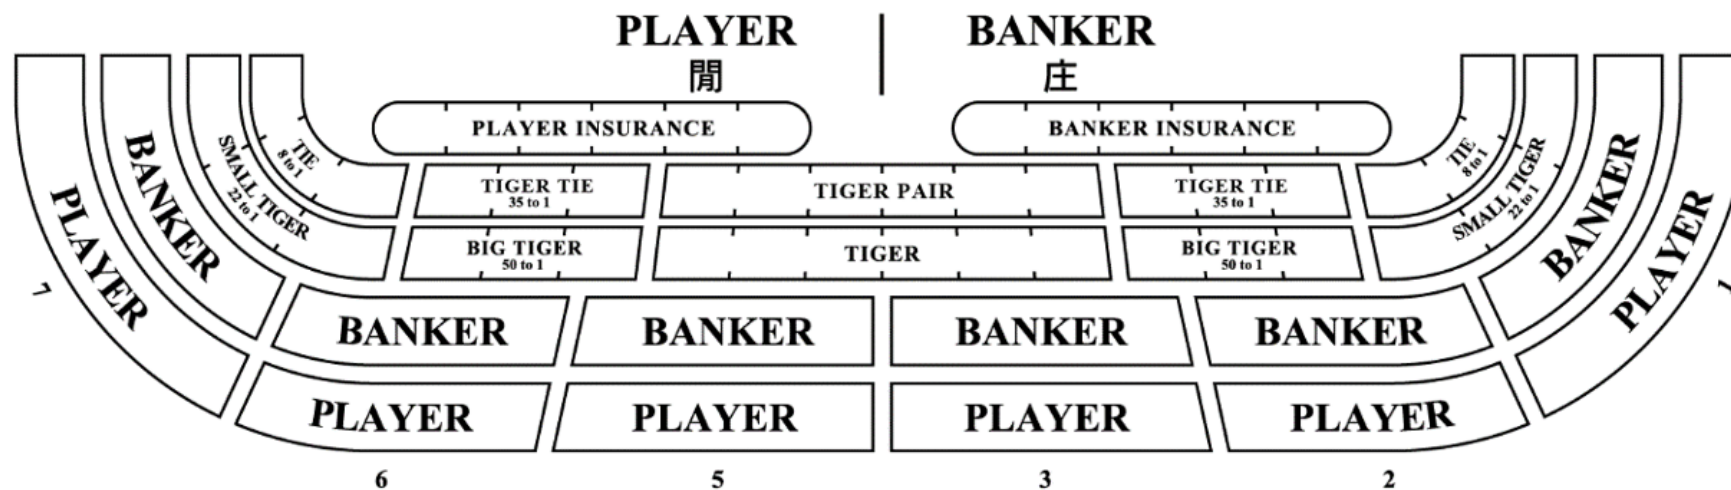 PLAYER
BANKER
閒
庄
PLAYER INSURANCE
BANKER INSURANCE
TIE
8 to 1
TIE
8 to 1
SMALL TIGER
22 to 1
SMALL TIGER
22 to 1
TIGER TIE
35 to 1
TIGER PAIR
TIGER TIE
35 to 1
BIG TIGER
50 to 1
TIGER
BIG TIGER
50 to 1
BANKER
BANKER
BANKER
BANKER
BANKER
BANKER
PLAYER
PLAYER
PLAYER
PLAYER
PLAYER
PLAYER
7
6
5
3
2
1